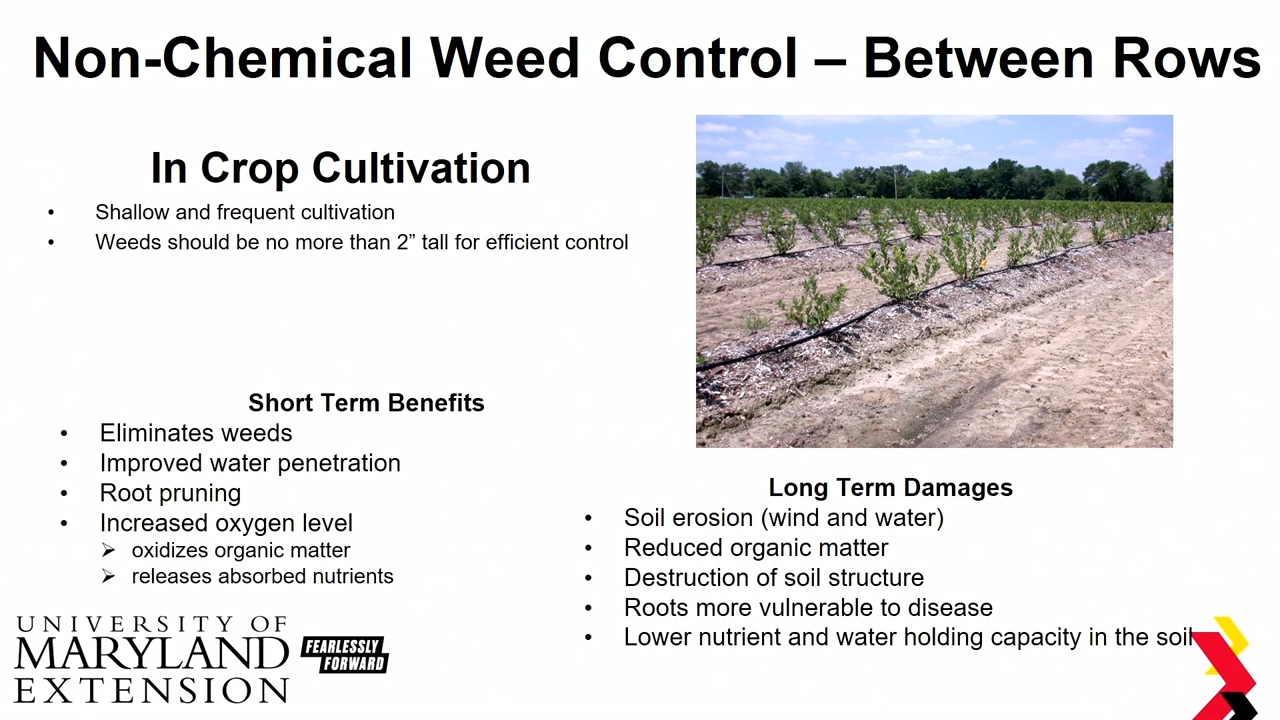 Non-Chemical Weed Control – Between Rows
In Crop Cultivation
• Shallow and frequent cultivation
• Weeds should be no more than 2” tall for efficient control
Short Term Benefits
• Eliminates weeds
• Improved water penetration
• Root pruning
• Increased oxygen level
➢ oxidizes organic matter
➢ releases absorbed nutrients
Long Term Damages
• Soil erosion (wind and water)
• Reduced organic matter
• Destruction of soil structure
• Roots more vulnerable to disease
• Lower nutrient and water holding capacity in the soil
UNIVERSITY OF
MARYLAND
EXTENSION
FEARLESSLY
FORWARD